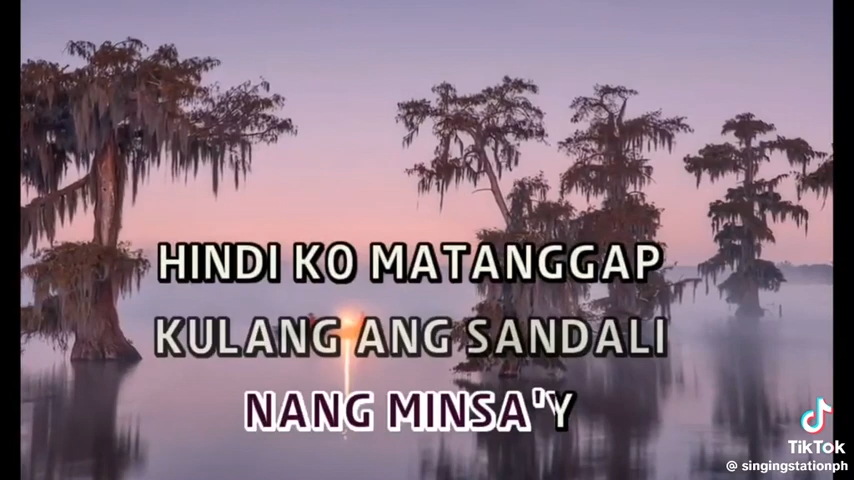 HINDI KO MATANGGAP
KULANG ANG SANDALI
NANG MINSA'Y
TikTok
@ singingstationph